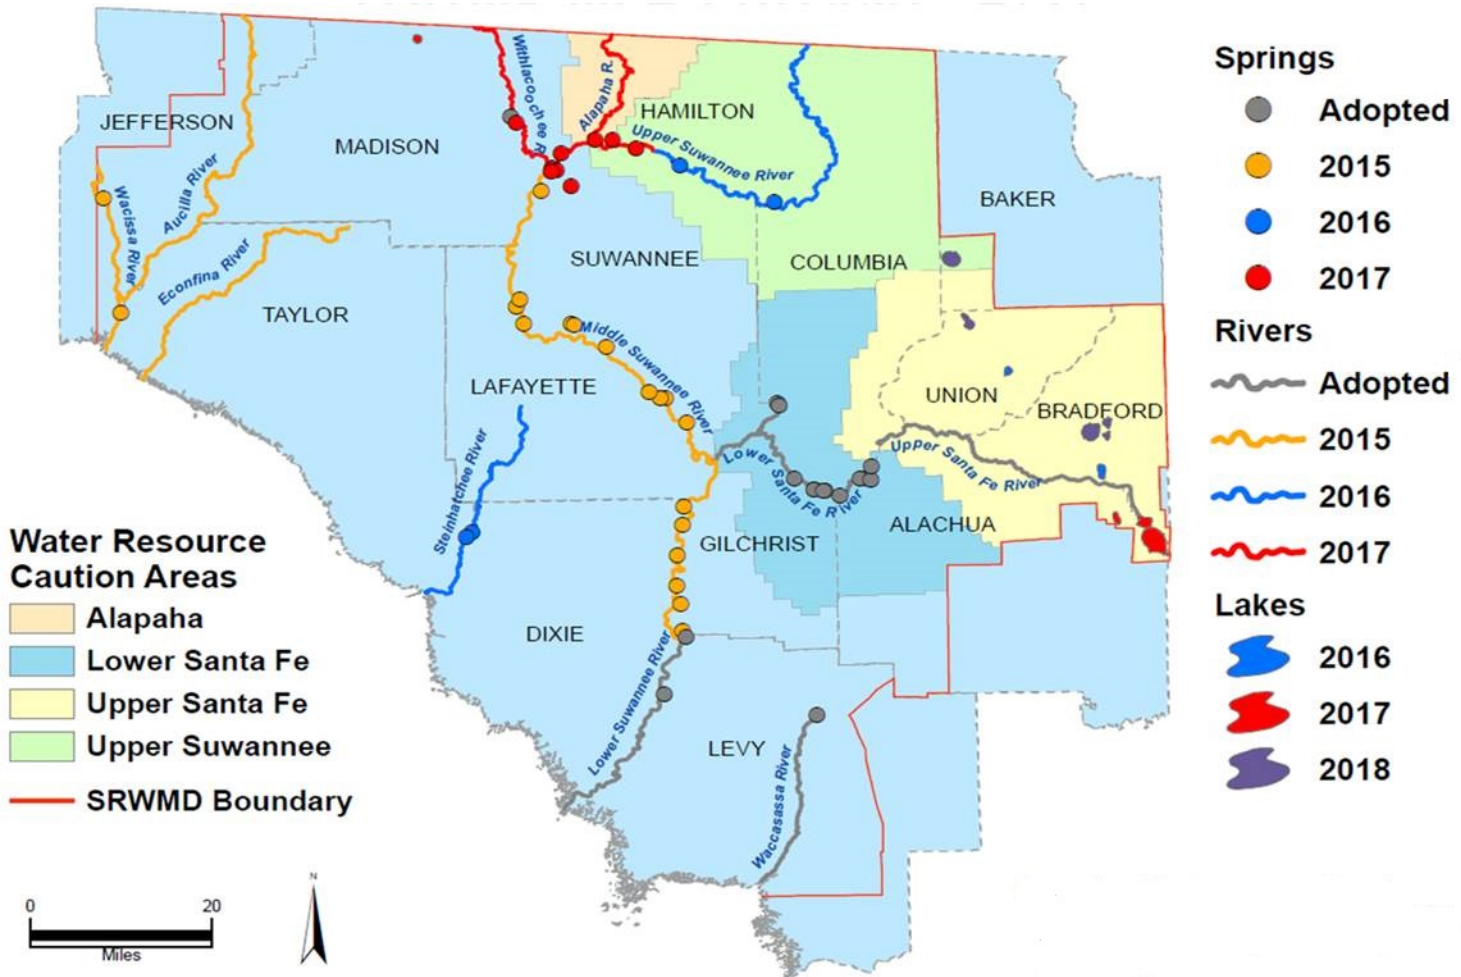 JEFFERSON
MADISON
HAMILTON
BAKER
SUWANNEE
COLUMBIA
TAYLOR
LAFAYETTE
UNION
BRADFORD
ALACHUA
GILCHRIST
DIXIE
LEVY
Withlacoochee R
Alapaha R.
Upper Suwannee River
Aucilla River
Wacissa River
Econfina River
Middle Suwannee River
Steinhatchee River
Lower Santa Fe River
Upper Santa Fe River
Lower Suwannee River
Waccasassa River
Water Resource
Caution Areas
Alapaha
Lower Santa Fe
Upper Santa Fe
Upper Suwannee
SRWMD Boundary
0 20
Miles
N
Springs
Adopted
2015
2016
2017
Rivers
Adopted
2015
2016
2017
Lakes
2016
2017
2018